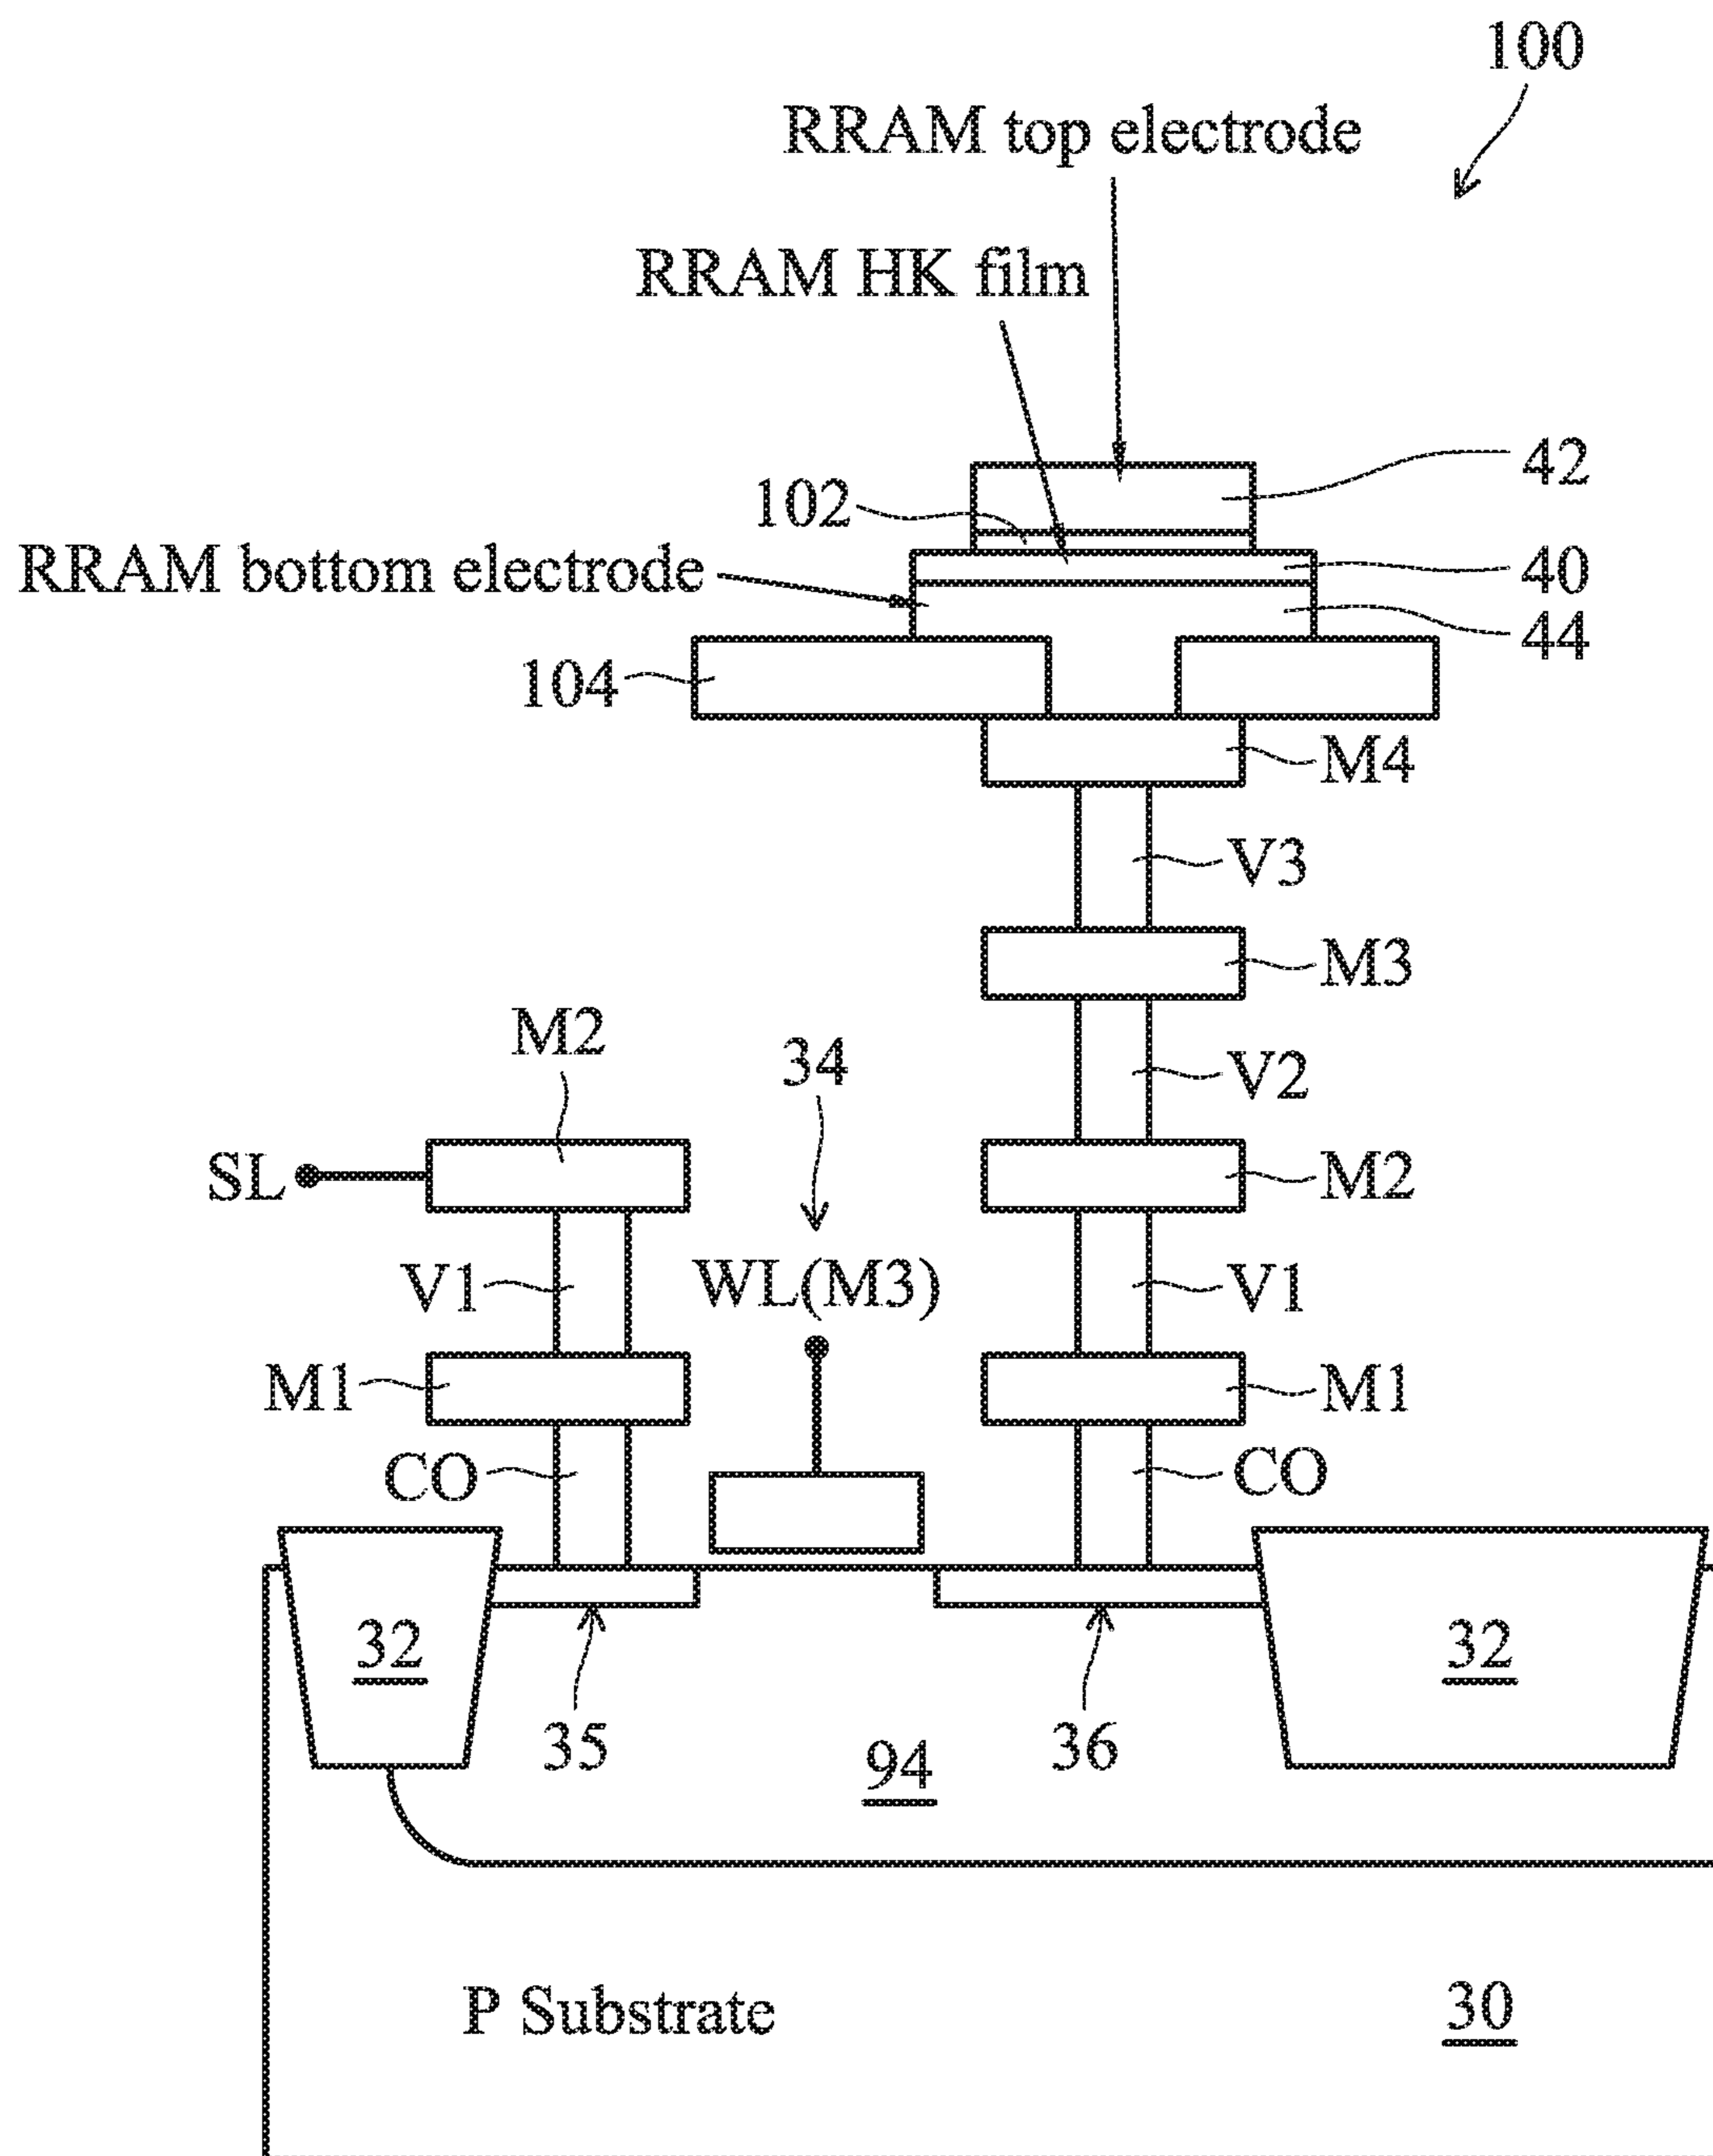 100
RRAM top electrode
RRAM HK film
42
102
RRAM bottom electrode
40
44
104
M4
V3
M3
M2
34
V2
SL
M2
V1
WL(M3)
V1
M1
M1
CO
CO
32
32
35
36
94
P Substrate
30